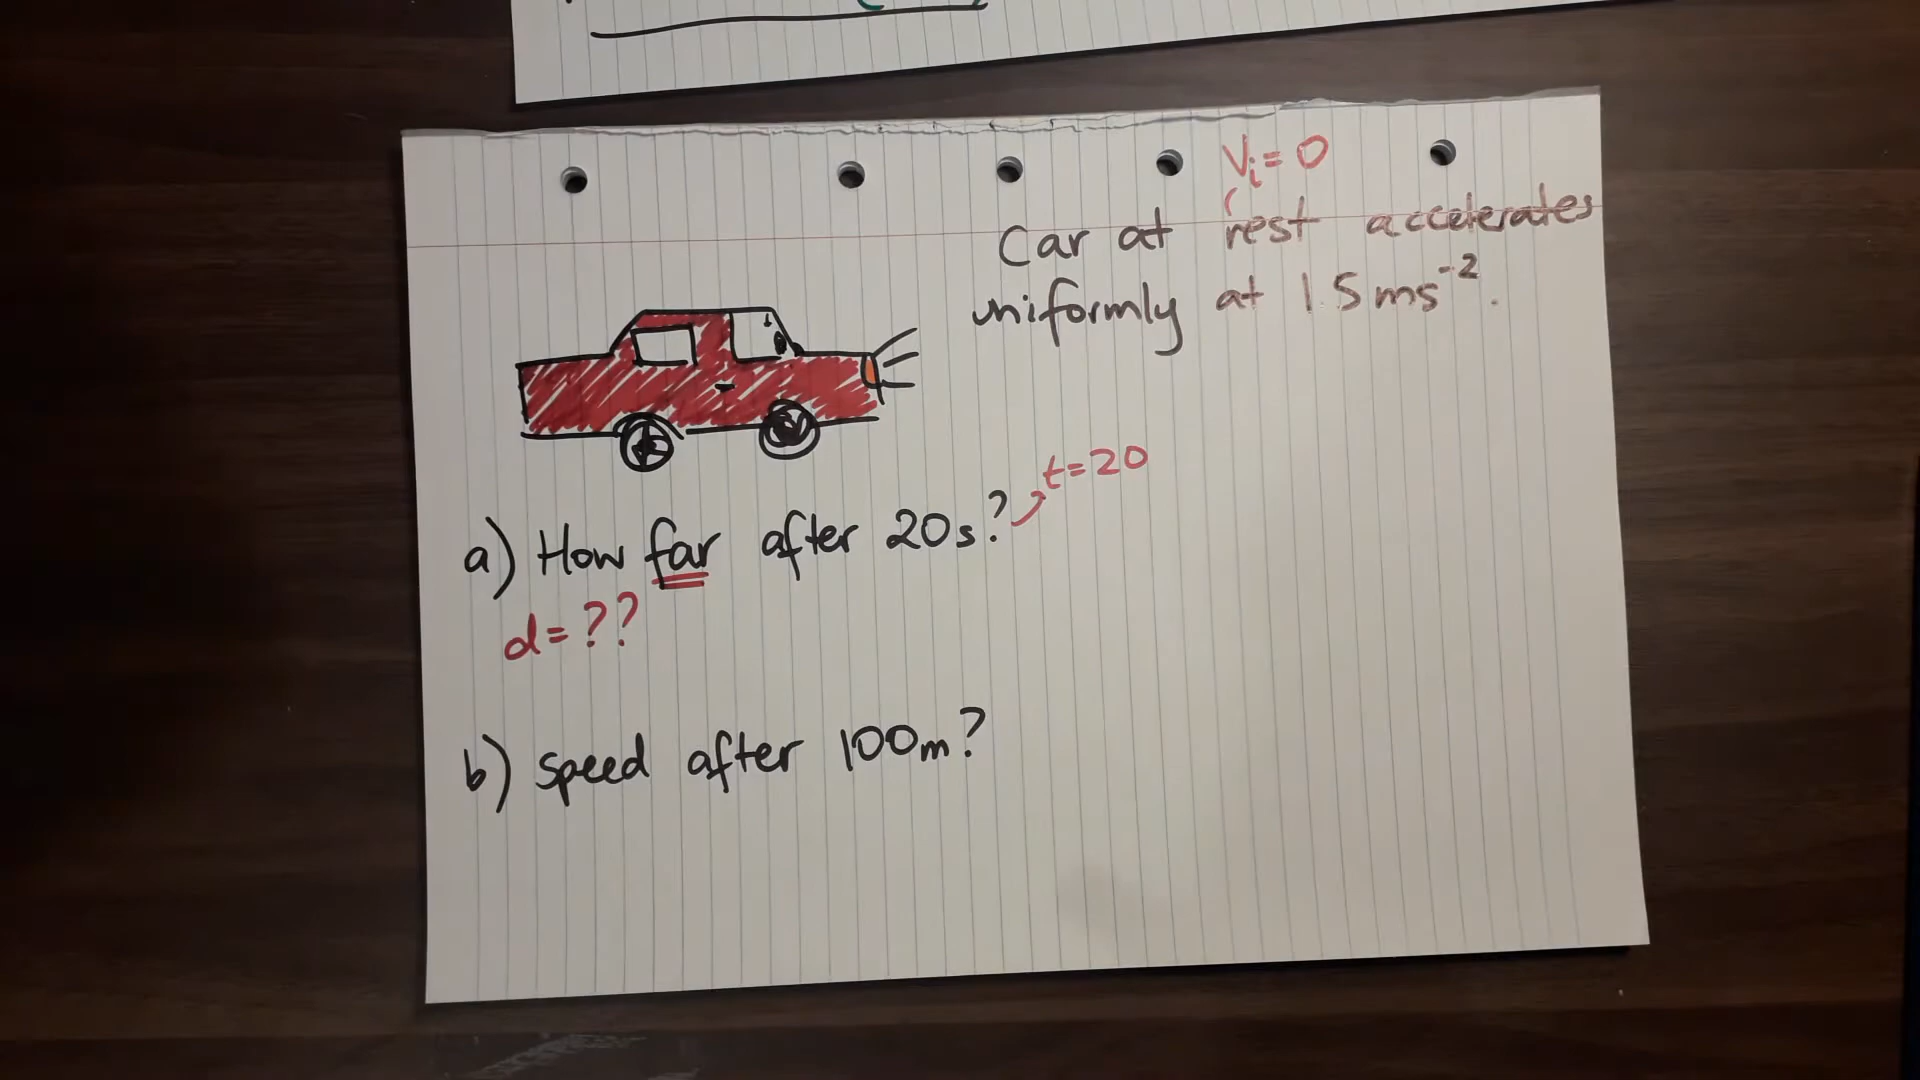 Vi = 0
Car at rest accelerates
uniformly at 1.5 ms⁻².
t = 20
a) How far after 20s?
d = ??
b) speed after 100m?